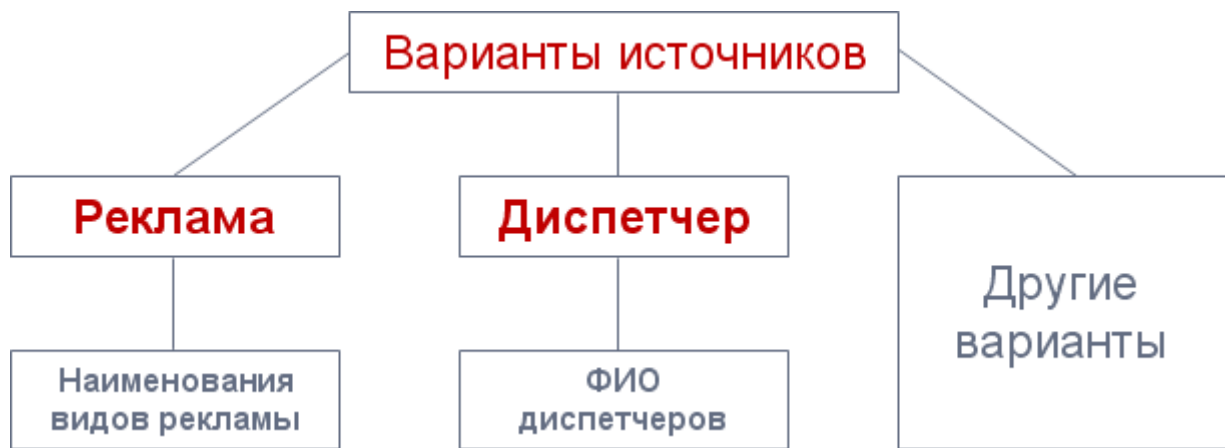 Варианты источников
Реклама
Диспетчер
Другие
варианты
Наименования
видов рекламы
ФИО
диспетчеров